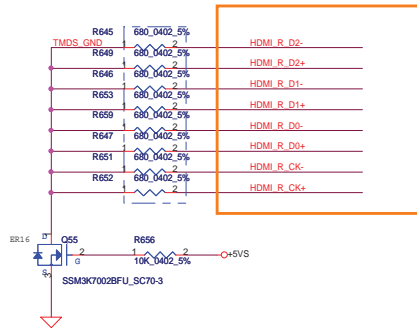 R645 680_0402_5%
TMDS_GND 1 2 HDMI_R_D2-
R649 680_0402_5%
1 2 HDMI_R_D2+
R646 680_0402_5%
1 2 HDMI_R_D1-
R653 680_0402_5%
1 2 HDMI_R_D1+
R659 680_0402_5%
1 2 HDMI_R_D0-
R647 680_0402_5%
1 2 HDMI_R_D0+
R651 680_0402_5%
1 2 HDMI_R_CK-
R652 680_0402_5%
1 2 HDMI_R_CK+
ER16 D Q55 R656
2 1 2 +5VS
G 10K_0402_5%
S
SSM3K7002BFU_SC70-3